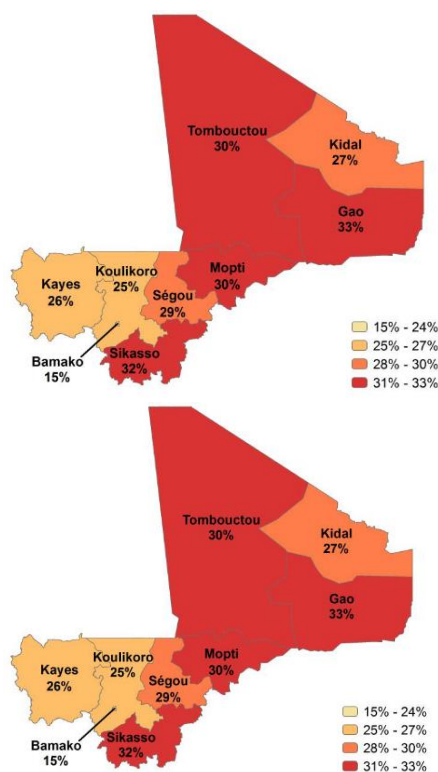 Tombouctou
30%
Kidal
27%
Gao
33%
Mopti
30%
Koulikoro
25%
Kayes
26%
Ségou
29%
Bamako
15%
Sikasso
32%
15% - 24%
25% - 27%
28% - 30%
31% - 33%
Tombouctou
30%
Kidal
27%
Gao
33%
Mopti
30%
Koulikoro
25%
Kayes
26%
Ségou
29%
Bamako
15%
Sikasso
32%
15% - 24%
25% - 27%
28% - 30%
31% - 33%